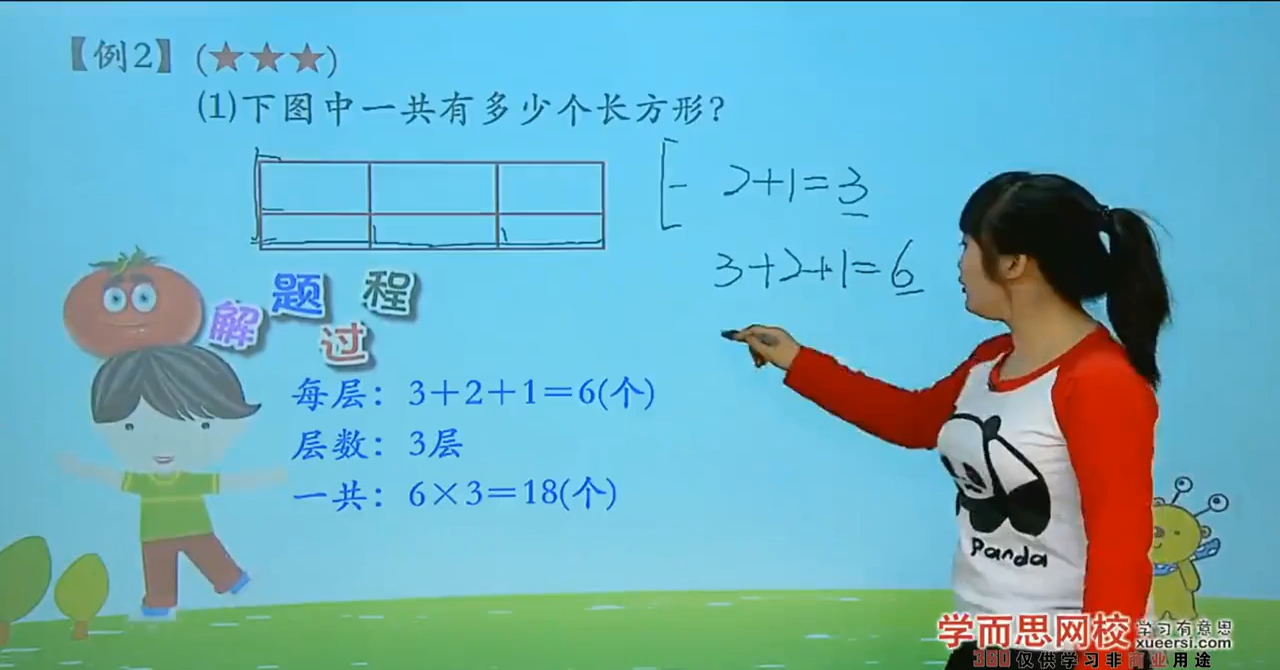 【例2】(★★★)
(1)下图中一共有多少个长方形?
2+1=3
3+2+1=6
解题过程
每层：3+2+1=6(个)
层数：3层
一共：6×3=18(个)
Panda
学而思网校 学习有意思
xueersi.com
360 仅供学习非商业用途